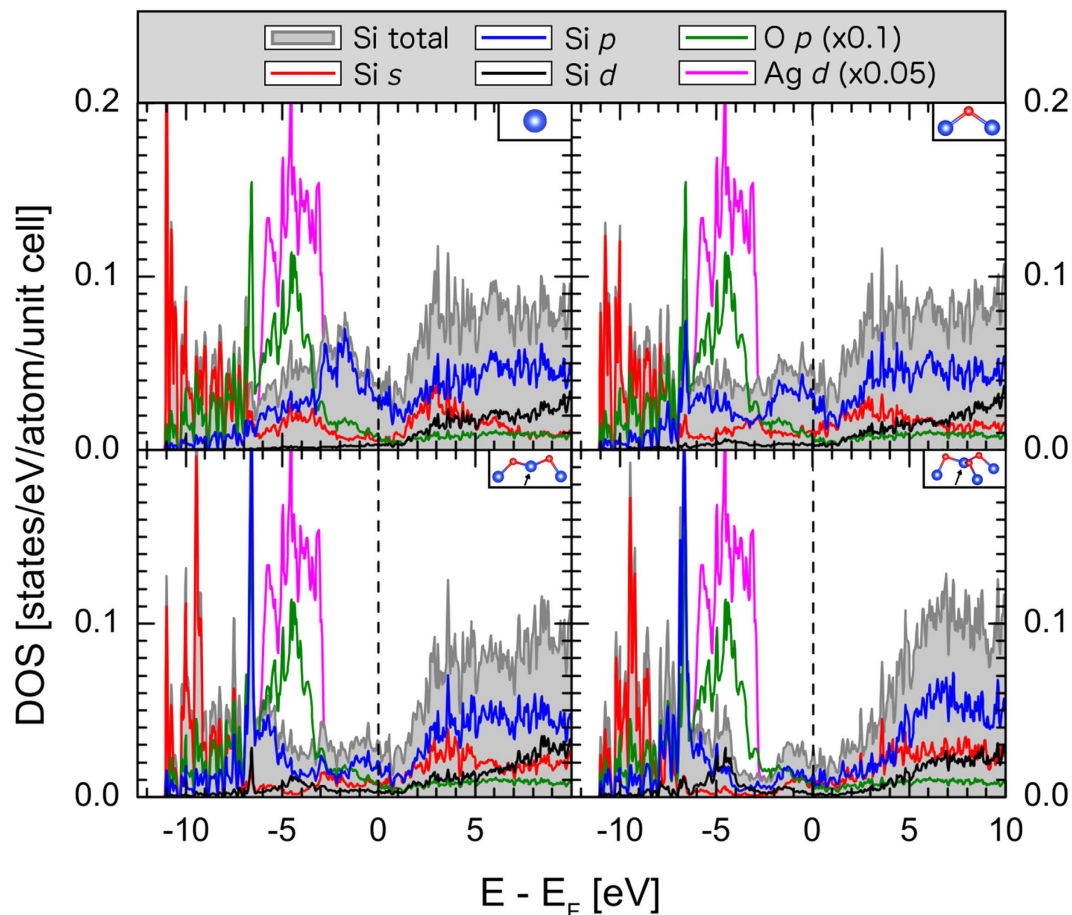 Si total Si p O p (x0.1)
Si s Si d Ag d (x0.05)
0.2 0.2
0.1 0.1
0.0 0.0
0.1 0.1
0.0 0.0
-10 -5 0 5 -10 -5 0 5 10
DOS [states/eV/atom/unit cell]
E - E_F [eV]